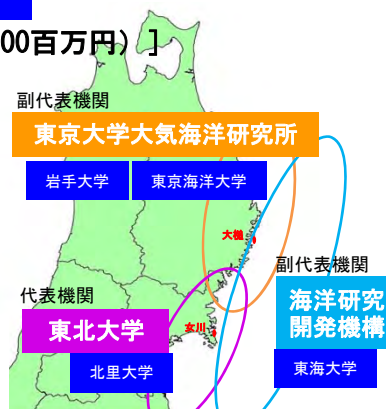 00百万円）]
副代表機関
東京大学大気海洋研究所
岩手大学 東京海洋大学
大槌
副代表機関
海洋研究
開発機構
東海大学
代表機関
東北大学
女川
北里大学